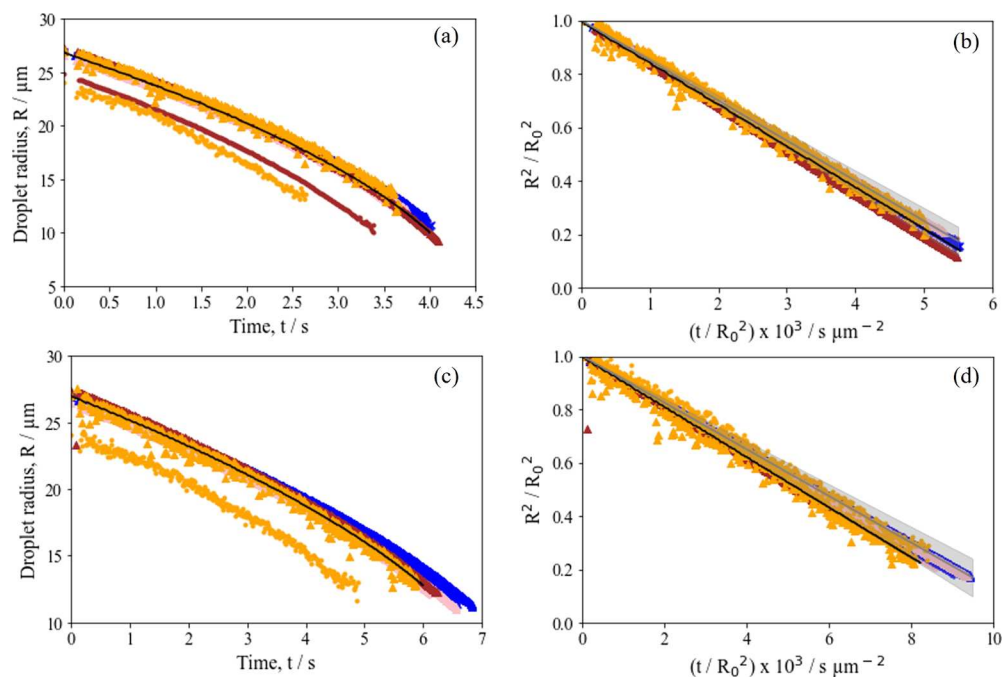 (a)
Droplet radius, R / μm
30
25
20
15
10
5
0.0 0.5 1.0 1.5 2.0 2.5 3.0 3.5 4.0 4.5
Time, t / s
(b)
R² / R₀²
1.0
0.8
0.6
0.4
0.2
0.0
0 1 2 3 4 5 6
(t / R₀²) x 10³ / s μm⁻²
(c)
Droplet radius, R / μm
30
25
20
15
10
0 1 2 3 4 5 6 7
Time, t / s
(d)
R² / R₀²
1.0
0.8
0.6
0.4
0.2
0.0
0 2 4 6 8 10
(t / R₀²) x 10³ / s μm⁻²